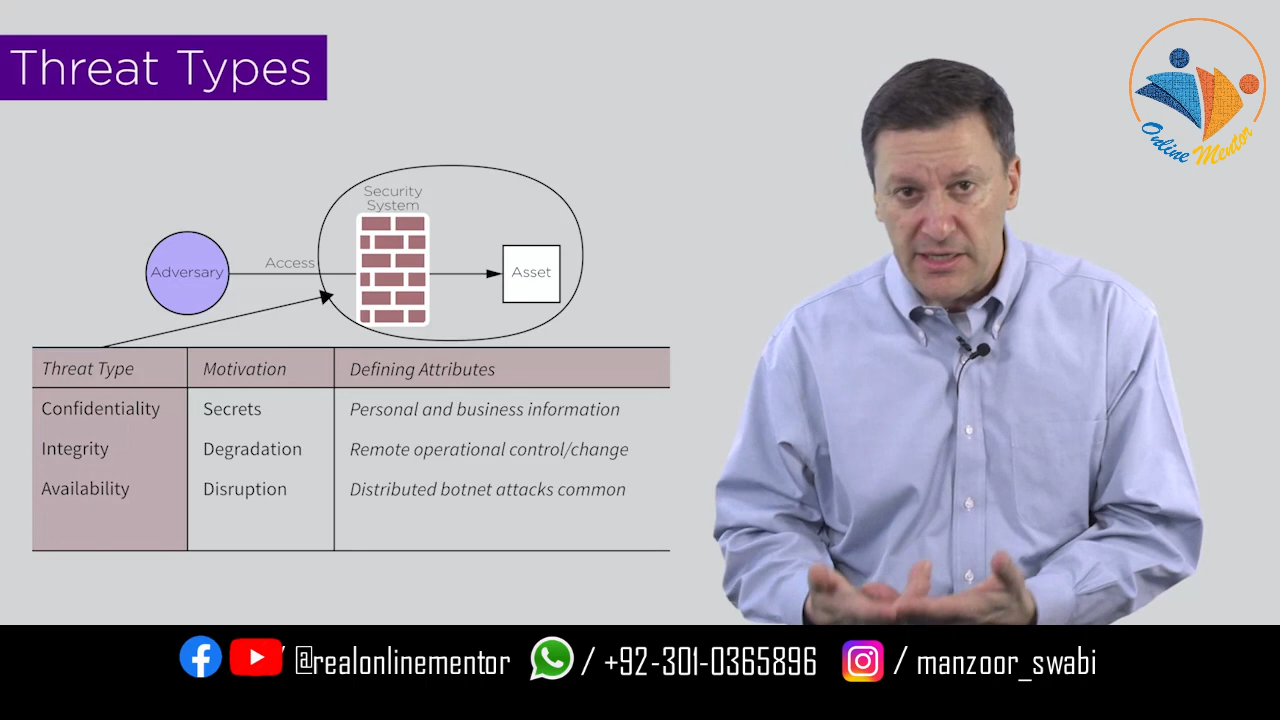 Threat Types
Online Mentor
Security
System
Adversary
Access
Asset
Threat Type Motivation Defining Attributes
Confidentiality Secrets Personal and business information
Integrity Degradation Remote operational control/change
Availability Disruption Distributed botnet attacks common
/ @realonlinementor / +92-301-0365896 / manzoor_swabi